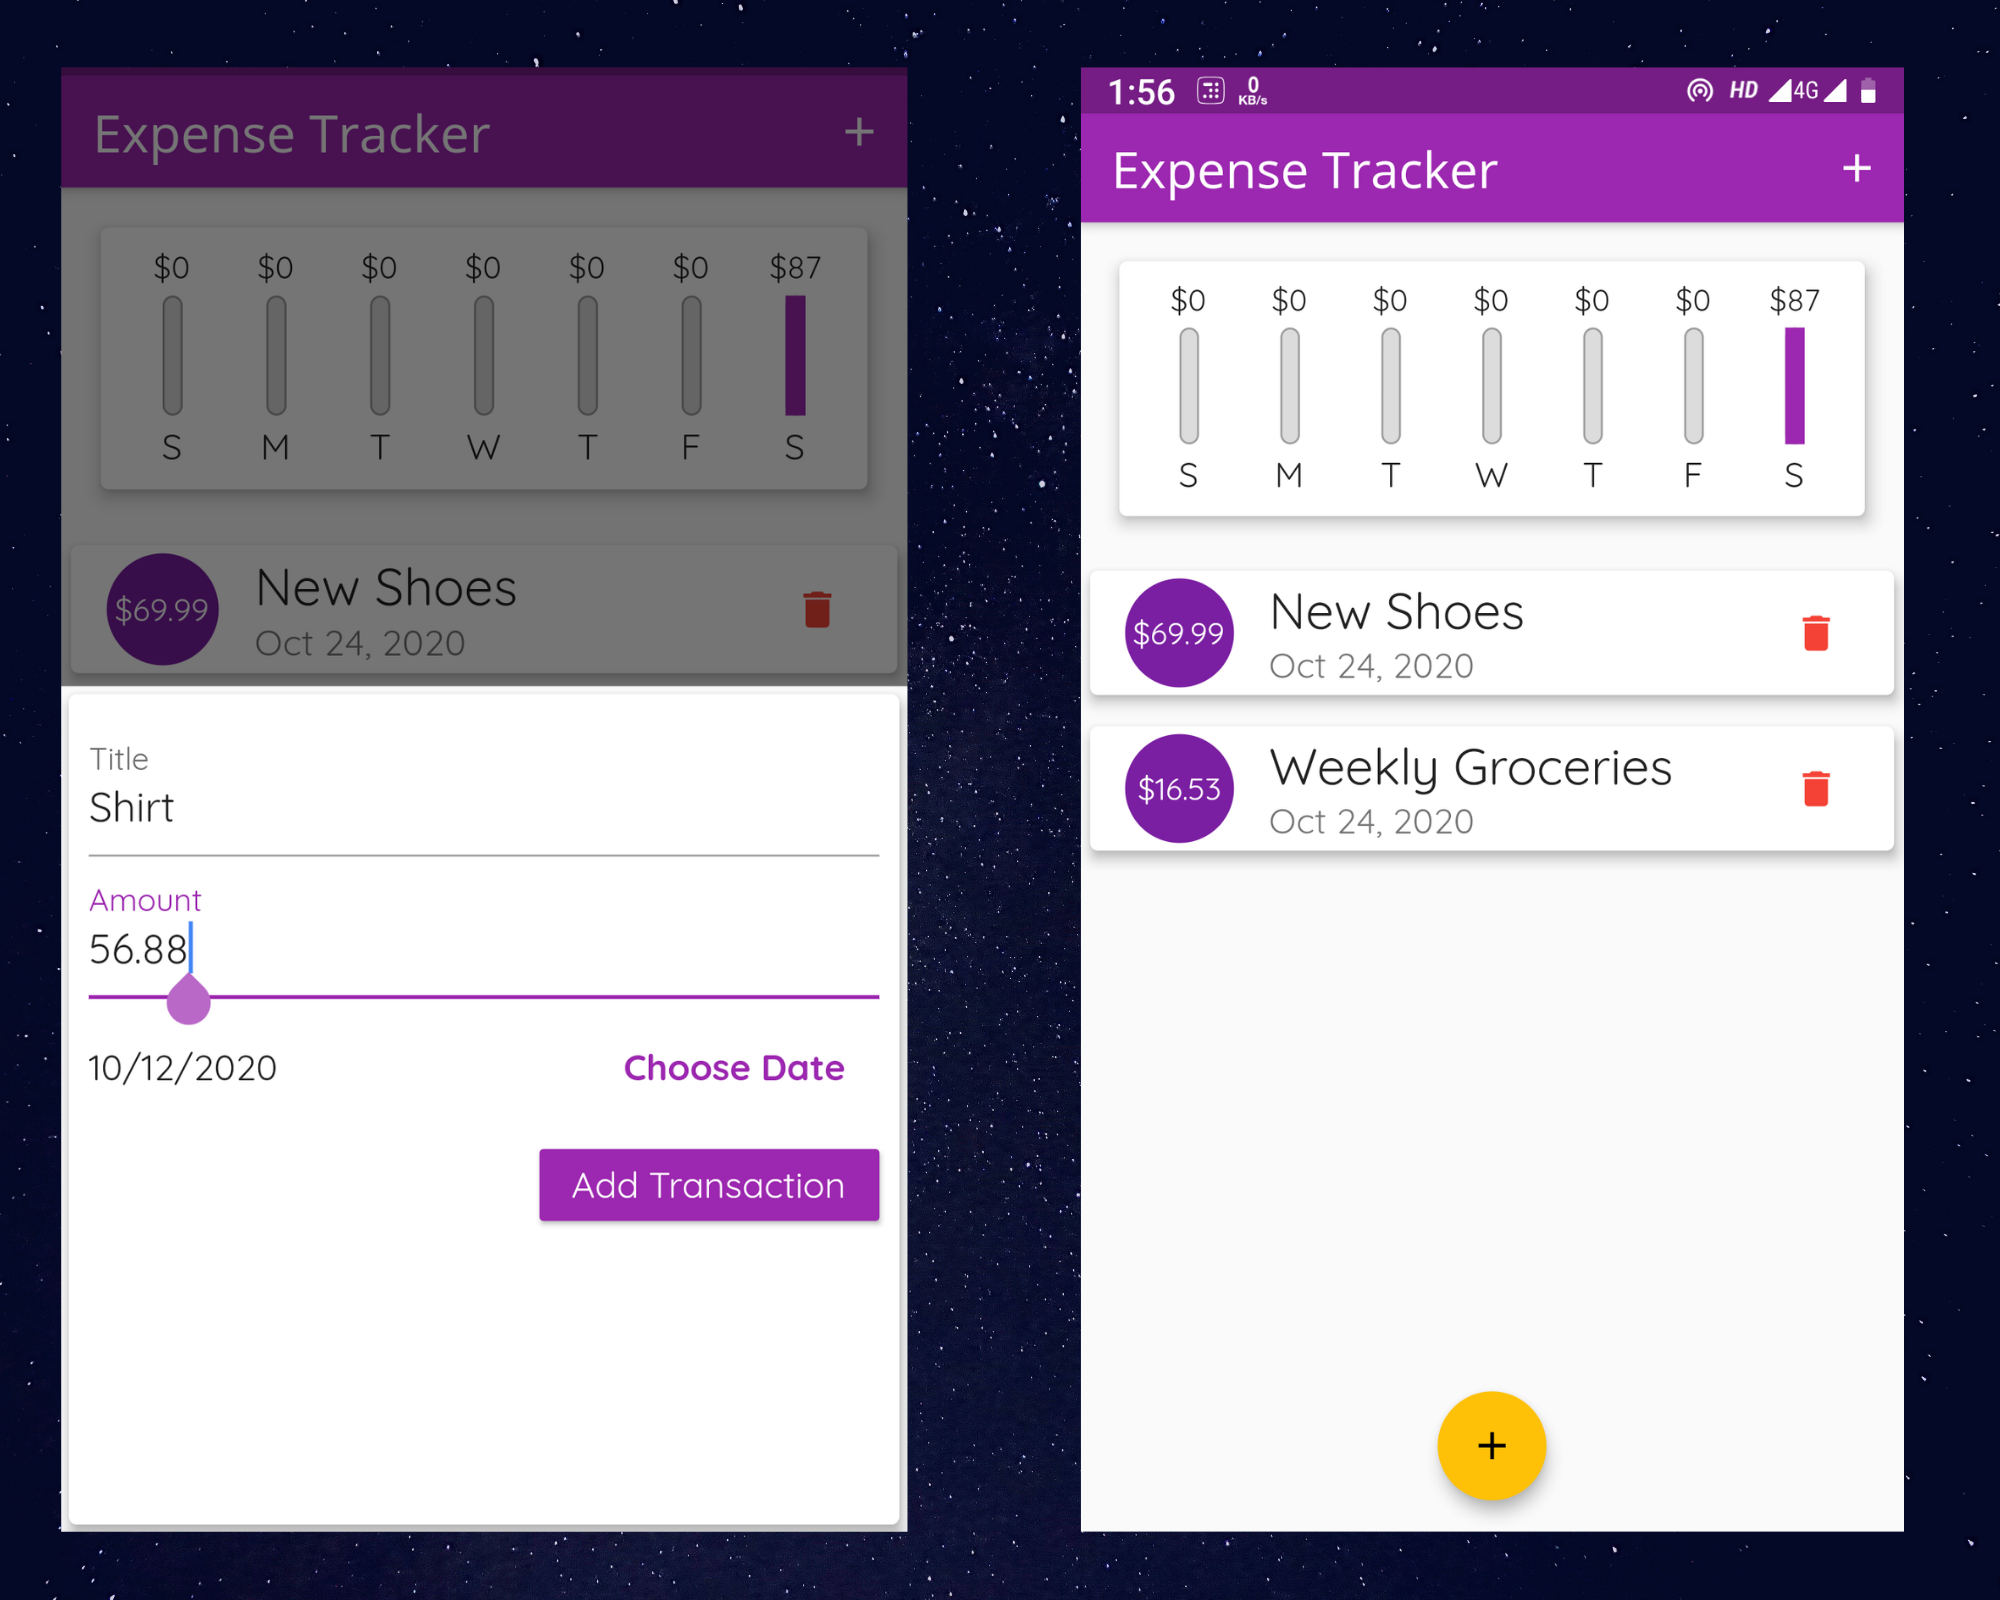 Expense Tracker +
$0 $0 $0 $0 $0 $0 $87
S M T W T F S
$69.99
New Shoes
Oct 24, 2020
Title
Shirt
Amount
56.88
10/12/2020 Choose Date
Add Transaction
1:56 0 KB/s HD 4G
Expense Tracker +
$0 $0 $0 $0 $0 $0 $87
S M T W T F S
$69.99
New Shoes
Oct 24, 2020
$16.53
Weekly Groceries
Oct 24, 2020
+